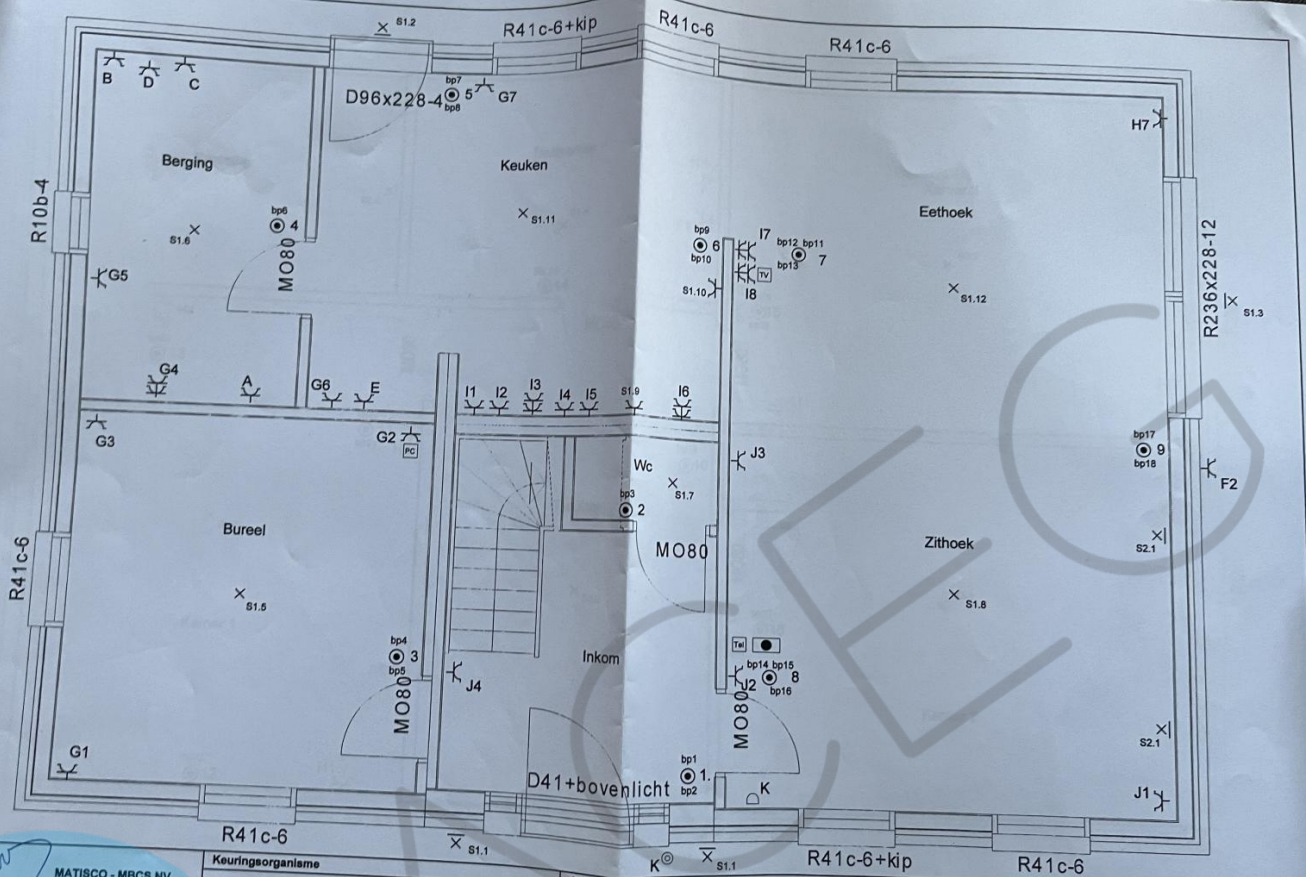 S1.2
R41c-6+kip
R41c-6
R41c-6
B
D
C
bp7
D96x228-4
5
bp8
G7
H7
Berging
Keuken
R10b-4
bp6
4
S1.6
S1.11
Eethoek
MO80
bp9
6
bp10
I7
bp12 bp11
bp13
7
TV
I8
S1.10
S1.12
R236x228-12
S1.3
G5
G4
A
G6
E
I1
I2
I3
I4
I5
S1.9
I6
G3
G2
PC
Wc
S1.7
J3
bp17
9
bp18
F2
bp3
2
Bureel
MO80
Zithoek
S2.1
R41c-6
S1.5
S1.8
bp4
3
bp5
MO80
J4
Inkom
Tel
bp14 bp15
J2
8
bp16
MO80
S2.1
G1
D41+bovenlicht
bp1
1.
bp2
K
J1
R41c-6
S1.1
K
S1.1
R41c-6+kip
R41c-6
MATISCO - MBCS NV
Keuringsorganisme
ACEG